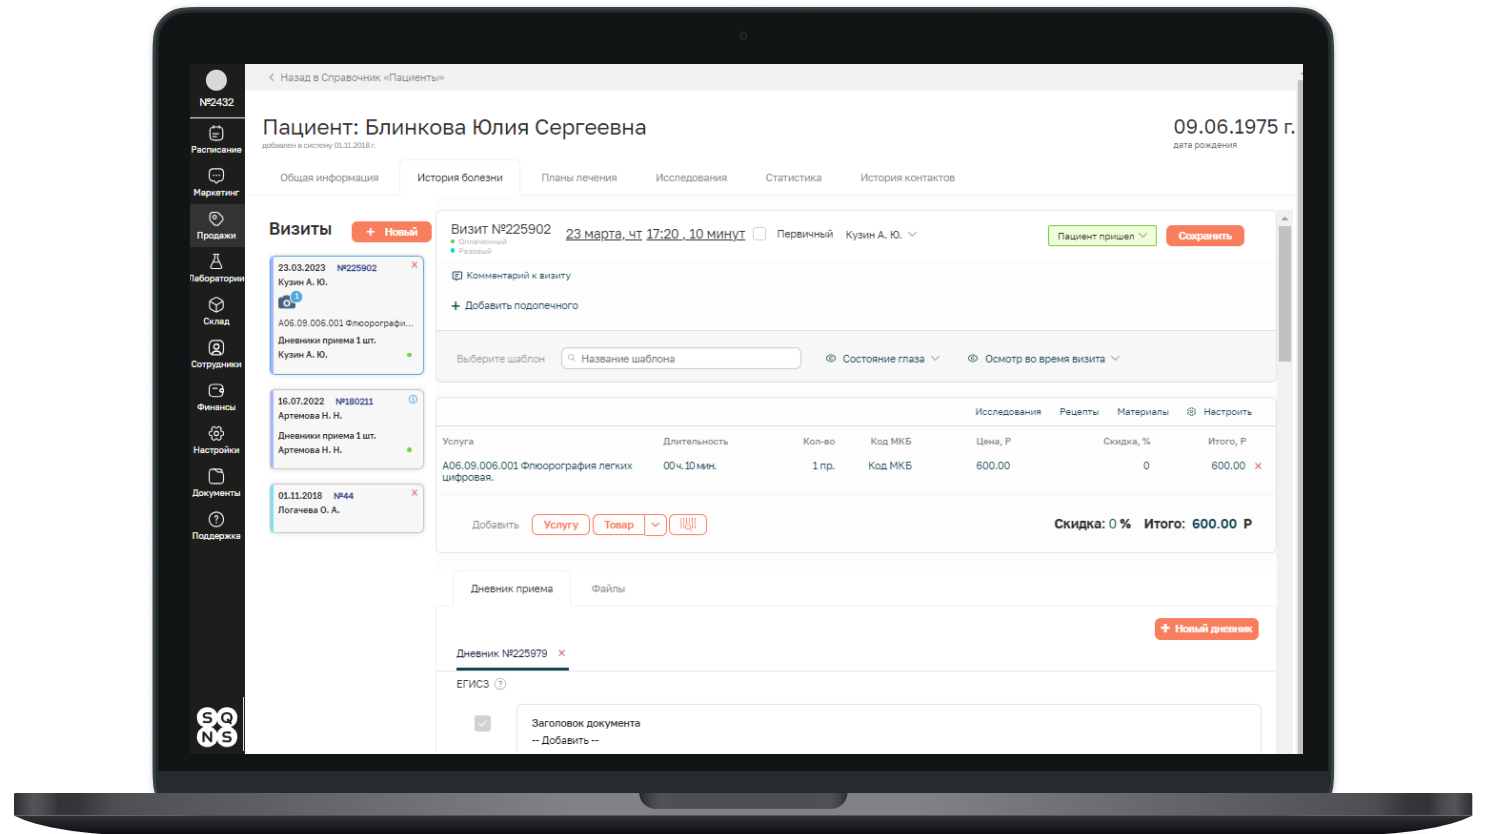 №2432
Расписание
Маркетинг
Продажи
Лаборатории
Склад
Сотрудники
Финансы
Настройки
Документы
Поддержка
SQNS
Назад в Справочник «Пациенты»
Пациент: Блинкова Юлия Сергеевна
добавлен в систему 01.11.2018 г.
09.06.1975 г.
дата рождения
Общая информация История болезни Планы лечения Исследования Статистика История контактов
Визиты + Новый
23.03.2023 №225902 x
Кузин А. Ю.
1
A06.09.006.001 Флюорографи...
Дневники приема 1 шт.
Кузин А. Ю.
16.07.2022 №180211
Артемова Н. Н.
Дневники приема 1 шт.
Артемова Н. Н.
01.11.2018 №44 x
Логачева О. А.
Визит №225902 23 марта, чт 17:20 , 10 минут Первичный Кузин А. Ю. Пациент пришел Сохранить
Оплаченный
Разовый
Комментарий к визиту
+ Добавить подопечного
Выберите шаблон Название шаблона Состояние глаза Осмотр во время визита
Исследования Рецепты Материалы Настроить
Услуга Длительность Кол-во Код МКБ Цена, Р Скидка, % Итого, Р
A06.09.006.001 Флюорография легких 00 ч. 10 мин. 1 пр. Код МКБ 600.00 0 600.00 x
цифровая.
Добавить Услугу Товар Скидка: 0 % Итого: 600.00 Р
Дневник приема Файлы
+ Новый дневник
Дневник №225979 x
ЕГИСЗ ?
Заголовок документа
-- Добавить --